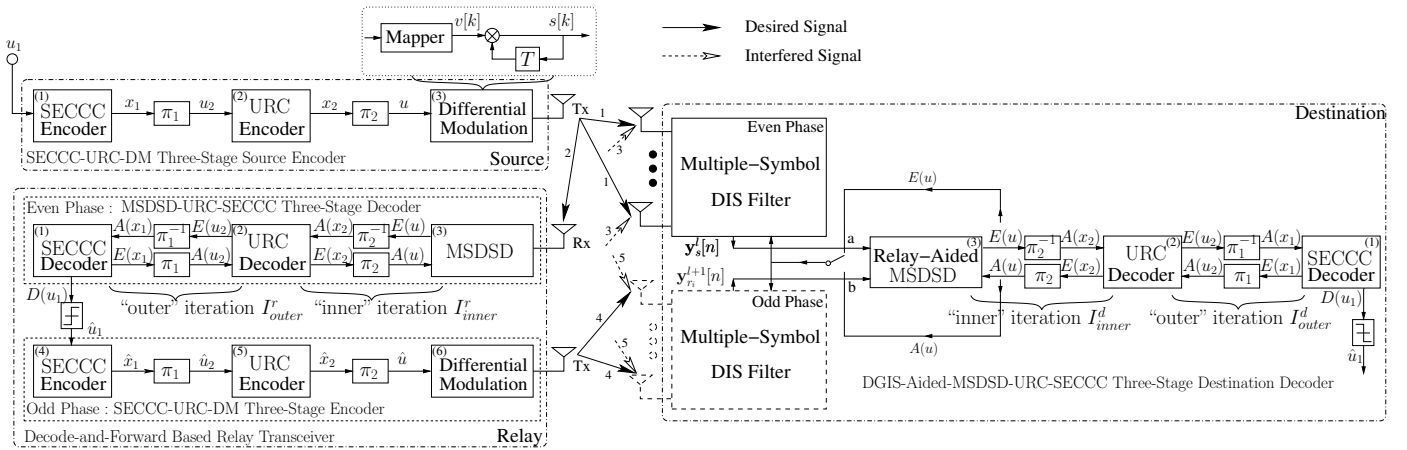 u₁
Mapper
v[k]
s[k]
T
Desired Signal
Interfered Signal
(1)
SECCC
Encoder
x₁
π₁
u₂
(2)
URC
Encoder
x₂
π₂
u
(3)
Differential
Modulation
Tx
SECCC-URC-DM Three-Stage Source Encoder
Source
1
2
1
3
3
Even Phase : MSDSD-URC-SECCC Three-Stage Decoder
(1)
SECCC
Decoder
A(x₁)
π₁⁻¹
E(u₂)
E(x₁)
π₁
A(u₂)
(2)
URC
Decoder
A(x₂)
π₂⁻¹
E(u)
E(x₂)
π₂
A(u)
(3)
MSDSD
Rx
D(u₁)
û₁
"outer" iteration I^r_outer
"inner" iteration I^r_inner
(4)
SECCC
Encoder
x̂₁
π₁
û₂
(5)
URC
Encoder
x̂₂
π₂
û
(6)
Differential
Modulation
Tx
Odd Phase : SECCC-URC-DM Three-Stage Encoder
Decode-and-Forward Based Relay Transceiver
Relay
4
4
5
5
Destination
Even Phase
Multiple−Symbol
DIS Filter
y^l_s[n]
y^{l+1}_{r_i}[n]
a
b
Odd Phase
Multiple−Symbol
DIS Filter
E(u)
A(u)
(3)
Relay−Aided
MSDSD
E(u)
π₂⁻¹
A(x₂)
A(u)
π₂
E(x₂)
(2)
URC
Decoder
E(u₂)
π₁⁻¹
A(x₁)
A(u₂)
π₁
E(x₁)
(1)
SECCC
Decoder
D(u₁)
û₁
"inner" iteration I^d_inner
"outer" iteration I^d_outer
DGIS-Aided-MSDSD-URC-SECCC Three-Stage Destination Decoder